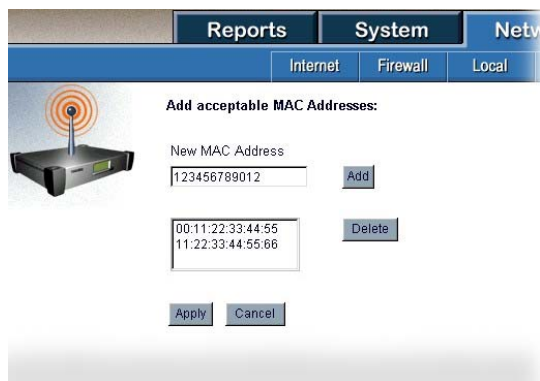 Reports System Netw
Internet Firewall Local
Add acceptable MAC Addresses:
New MAC Address
123456789012 Add
00:11:22:33:44:55 Delete
11:22:33:44:55:66
Apply Cancel